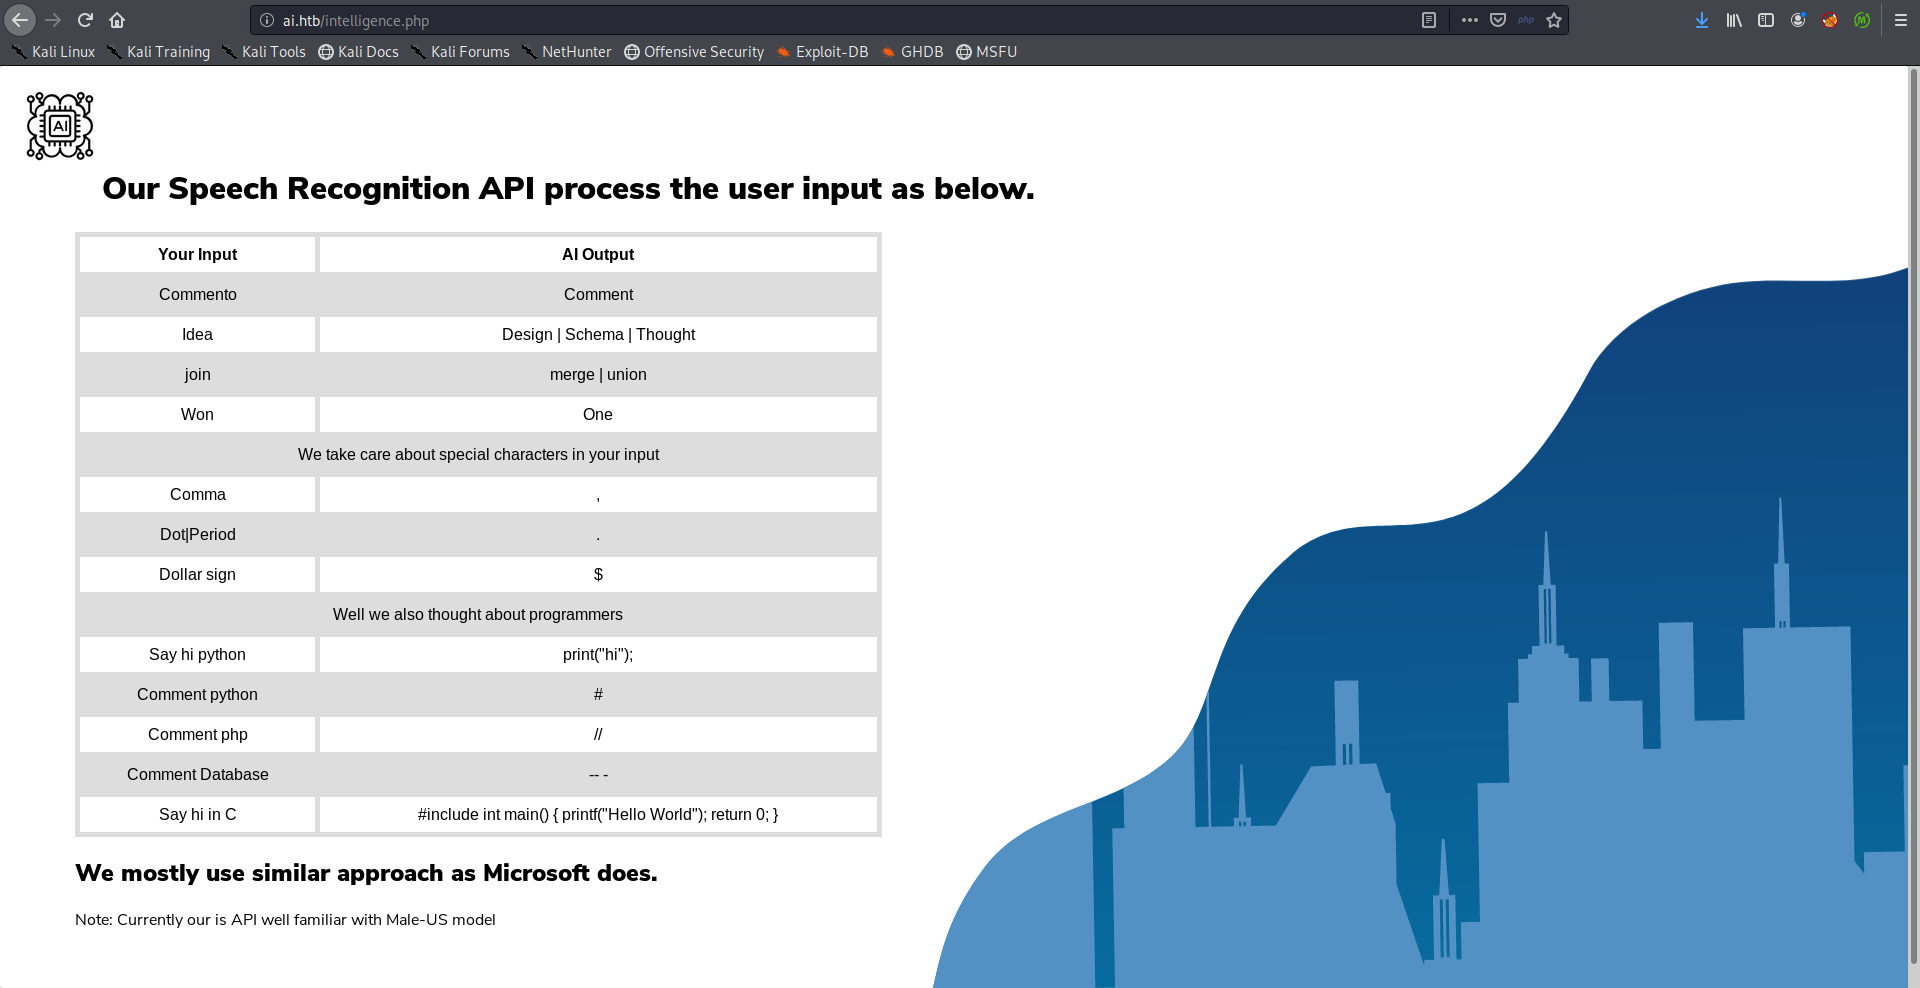 ai.htb/intelligence.php
php
Kali Linux Kali Training Kali Tools Kali Docs Kali Forums NetHunter Offensive Security Exploit-DB GHDB MSFU
AI
Our Speech Recognition API process the user input as below.
Your Input AI Output
Commento Comment
Idea Design | Schema | Thought
join merge | union
Won One
We take care about special characters in your input
Comma ,
Dot|Period .
Dollar sign $
Well we also thought about programmers
Say hi python print("hi");
Comment python #
Comment php //
Comment Database -- -
Say hi in C #include int main() { printf("Hello World"); return 0; }
We mostly use similar approach as Microsoft does.
Note: Currently our is API well familiar with Male-US model